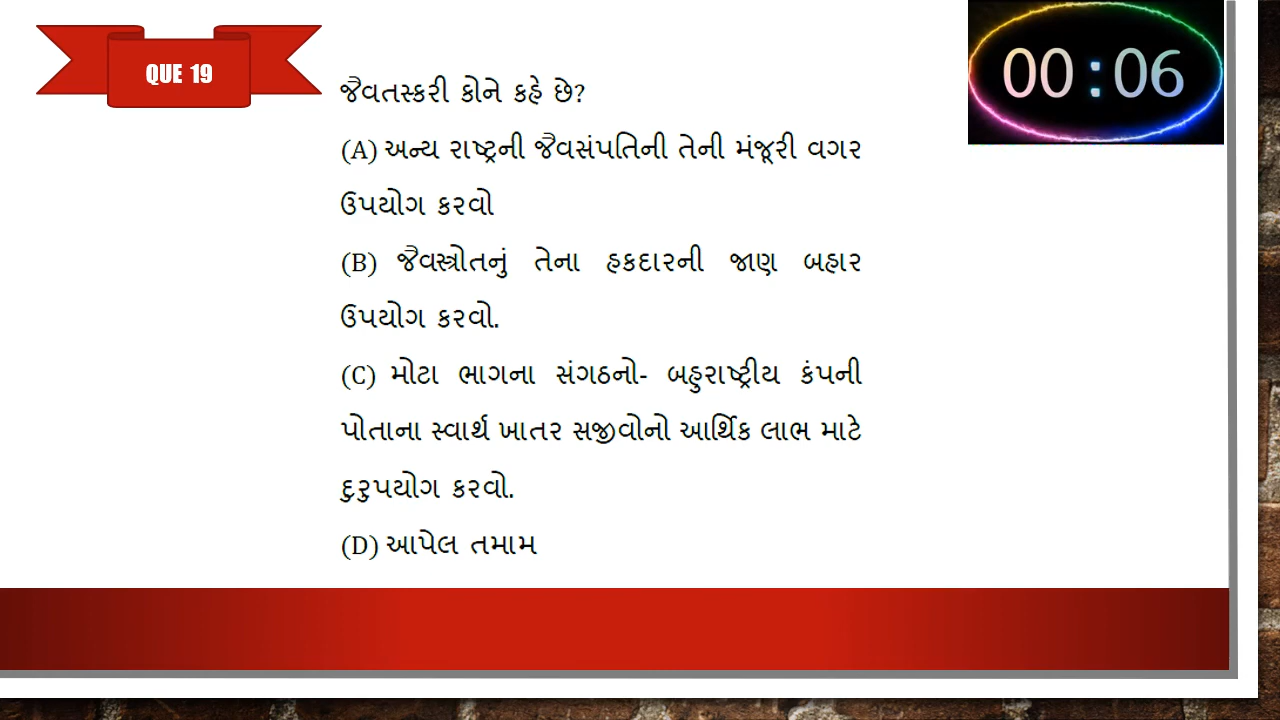 QUE 19
00:06
જૈવતસ્કરી કોને કહે છે?
(A) અન્ય રાષ્ટ્રની જૈવસંપતિની તેની મંજૂરી વગર
ઉપયોગ કરવો
(B) જૈવસ્ત્રોતનું તેના હકદારની જાણ બહાર
ઉપયોગ કરવો.
(C) મોટા ભાગના સંગઠનો- બહુરાષ્ટ્રીય કંપની
પોતાના સ્વાર્થ ખાતર સજીવોનો આર્થિક લાભ માટે
દુરુપયોગ કરવો.
(D) આપેલ તમામ